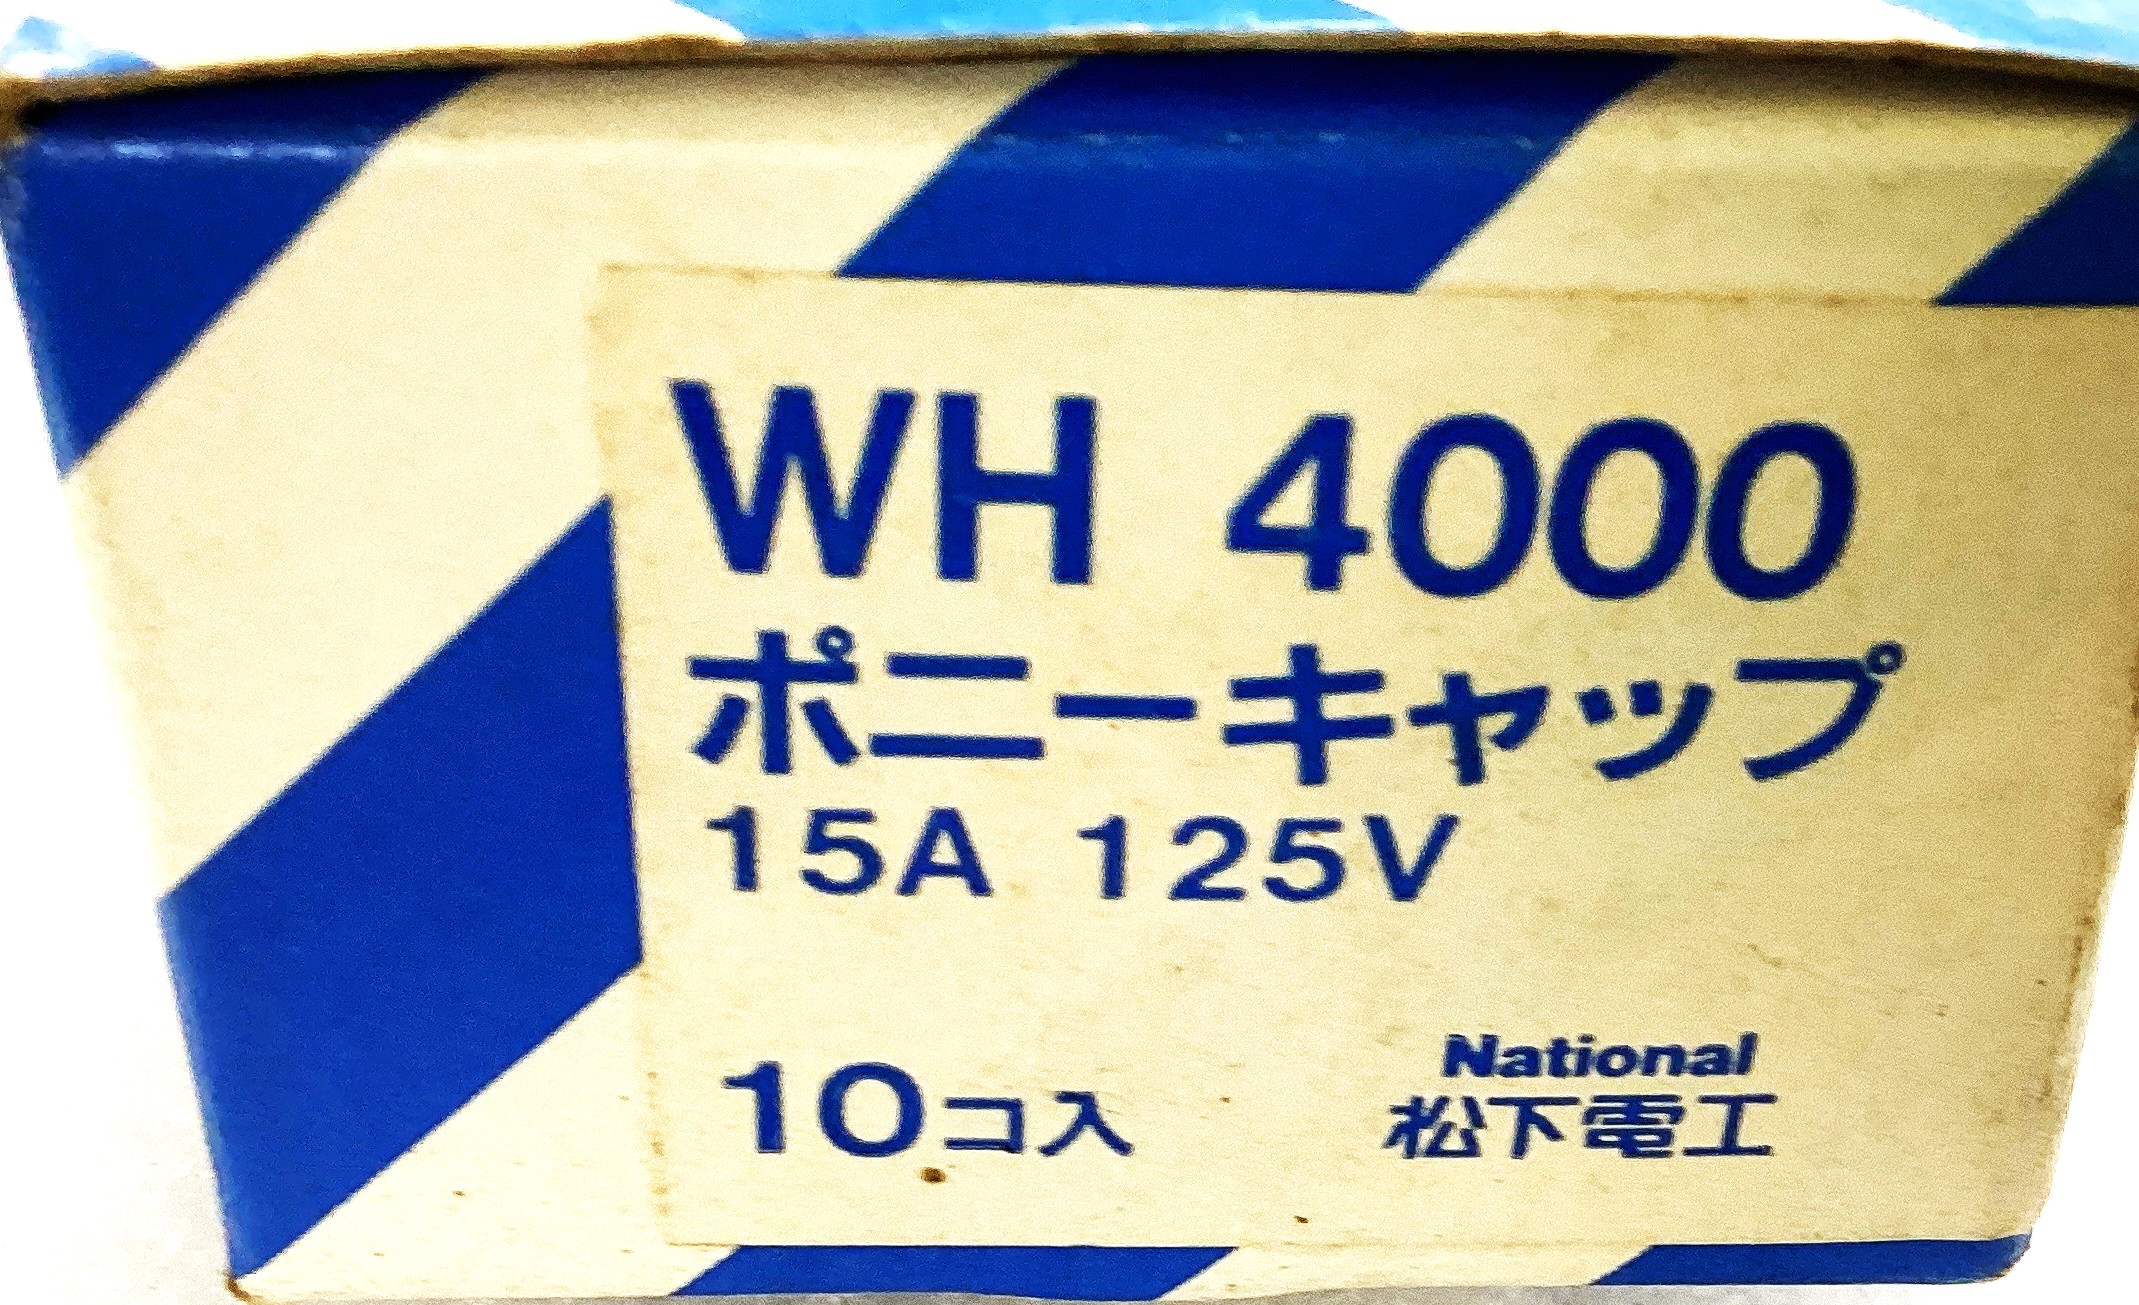 WH 4000
ポニーキャップ
15A 125V
10コ入
National
松下電工